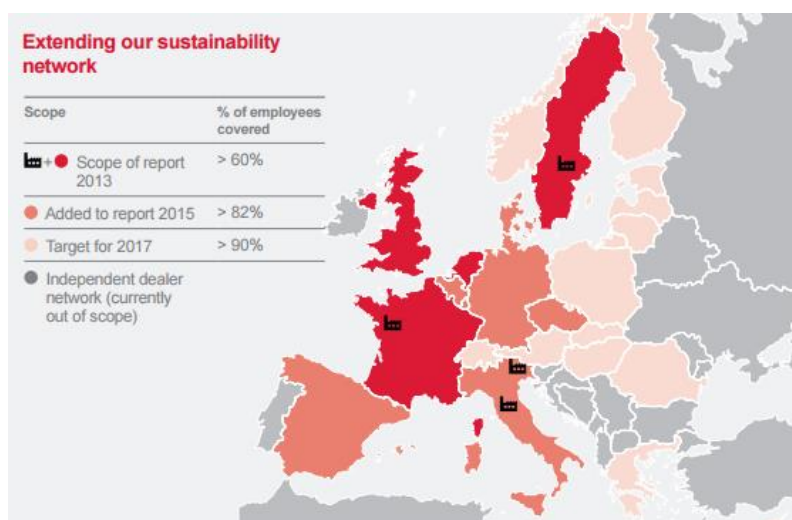 Extending our sustainability
network
Scope
% of employees
covered
+ Scope of report
2013
> 60%
Added to report 2015
> 82%
Target for 2017
> 90%
Independent dealer
network (currently
out of scope)